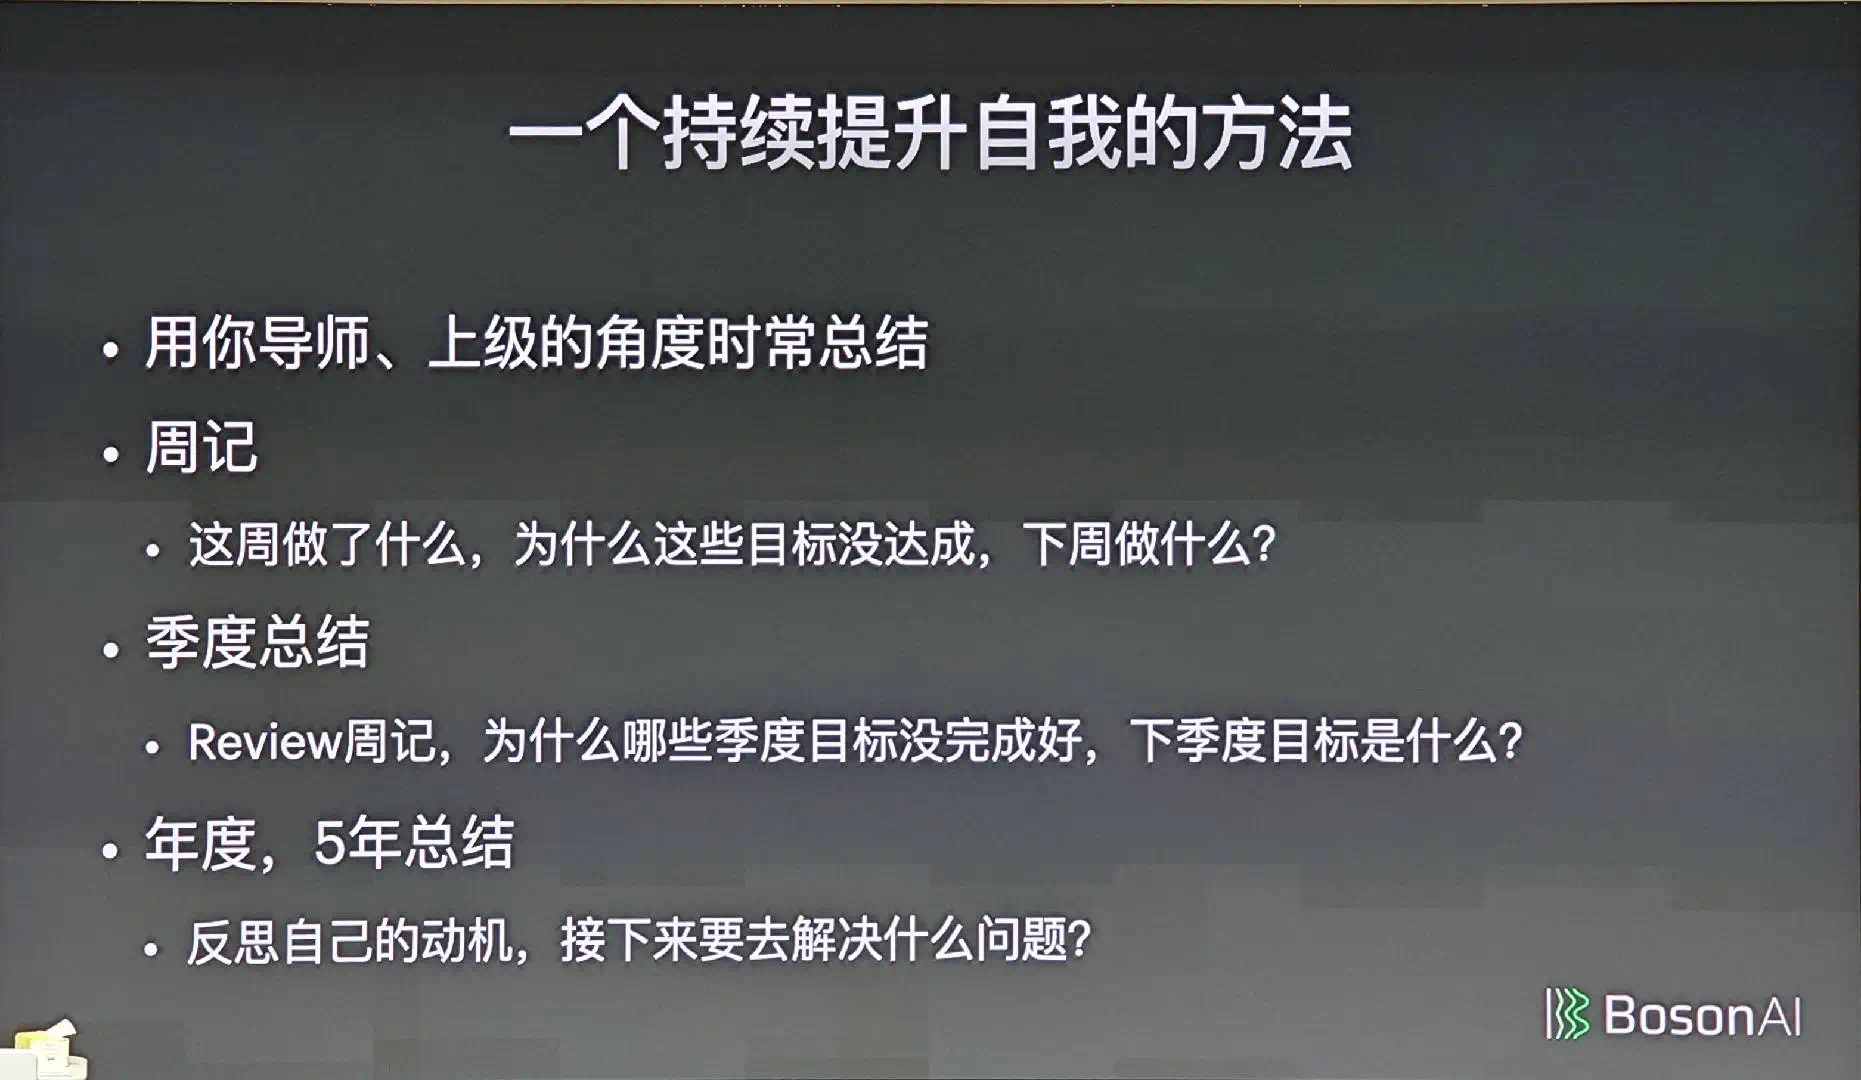 一个持续提升自我的方法
• 用你导师、上级的角度时常总结
• 周记
• 这周做了什么，为什么这些目标没达成，下周做什么？
• 季度总结
• Review周记，为什么哪些季度目标没完成好，下季度目标是什么？
• 年度，5年总结
• 反思自己的动机，接下来要去解决什么问题？
BosonAI